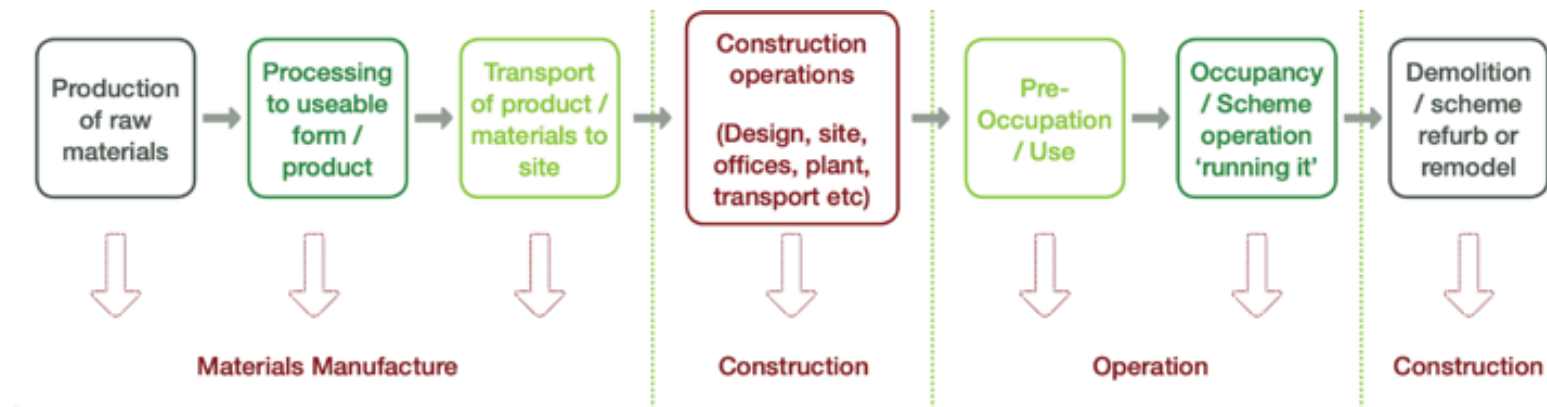 Production
of raw
materials
Processing
to useable
form /
product
Transport
of product /
materials to
site
Construction
operations
(Design, site,
offices, plant,
transport etc)
Pre-
Occupation
/ Use
Occupancy
/ Scheme
operation
‘running it’
Demolition
/ scheme
refurb or
remodel
Materials Manufacture
Construction
Operation
Construction